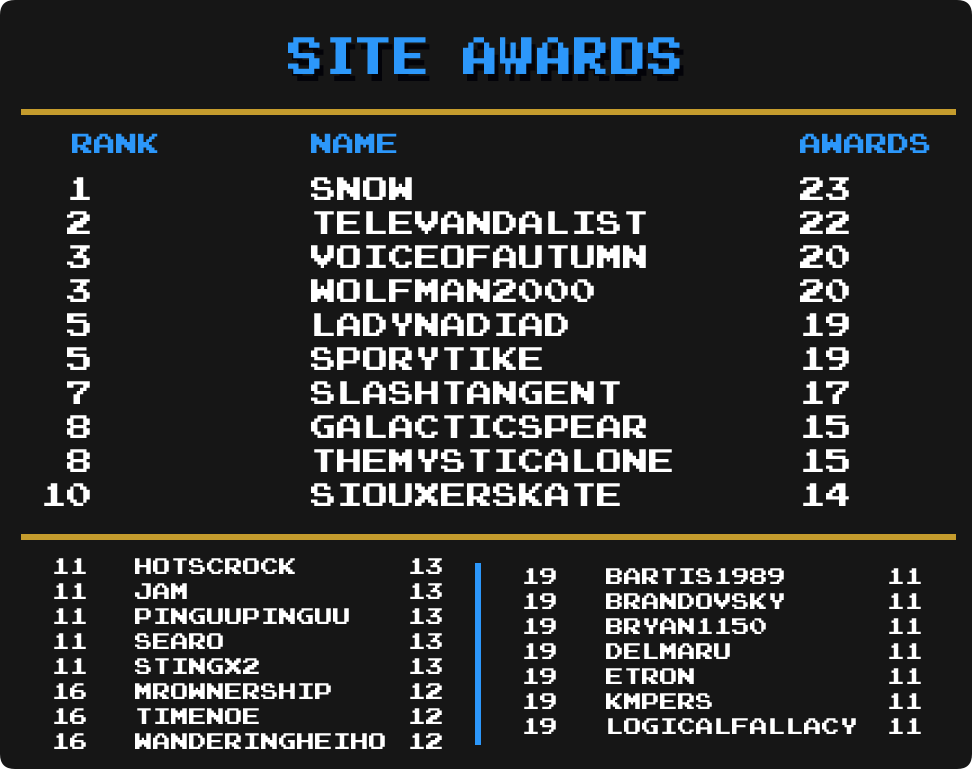 SITE AWARDS
RANK NAME AWARDS
1 SNOW 23
2 TELEVANDALIST 22
3 VOICEOFAUTUMN 20
3 WOLFMAN2000 20
5 LADYNADIAD 19
5 SPORYTIKE 19
7 SLASHTANGENT 17
8 GALACTICSPEAR 15
8 THEMYSTICALONE 15
10 SIOUXERSKATE 14
11 HOTSCROCK 13
11 JAM 13
11 PINGUUPINGUU 13
11 SEARO 13
11 STINGX2 13
16 MROWNERSHIP 12
16 TIMENOE 12
16 WANDERINGHEIHO 12
19 BARTIS1989 11
19 BRANDOVSKY 11
19 BRYAN1150 11
19 DELMARU 11
19 ETRON 11
19 KMPERS 11
19 LOGICALFALLACY 11